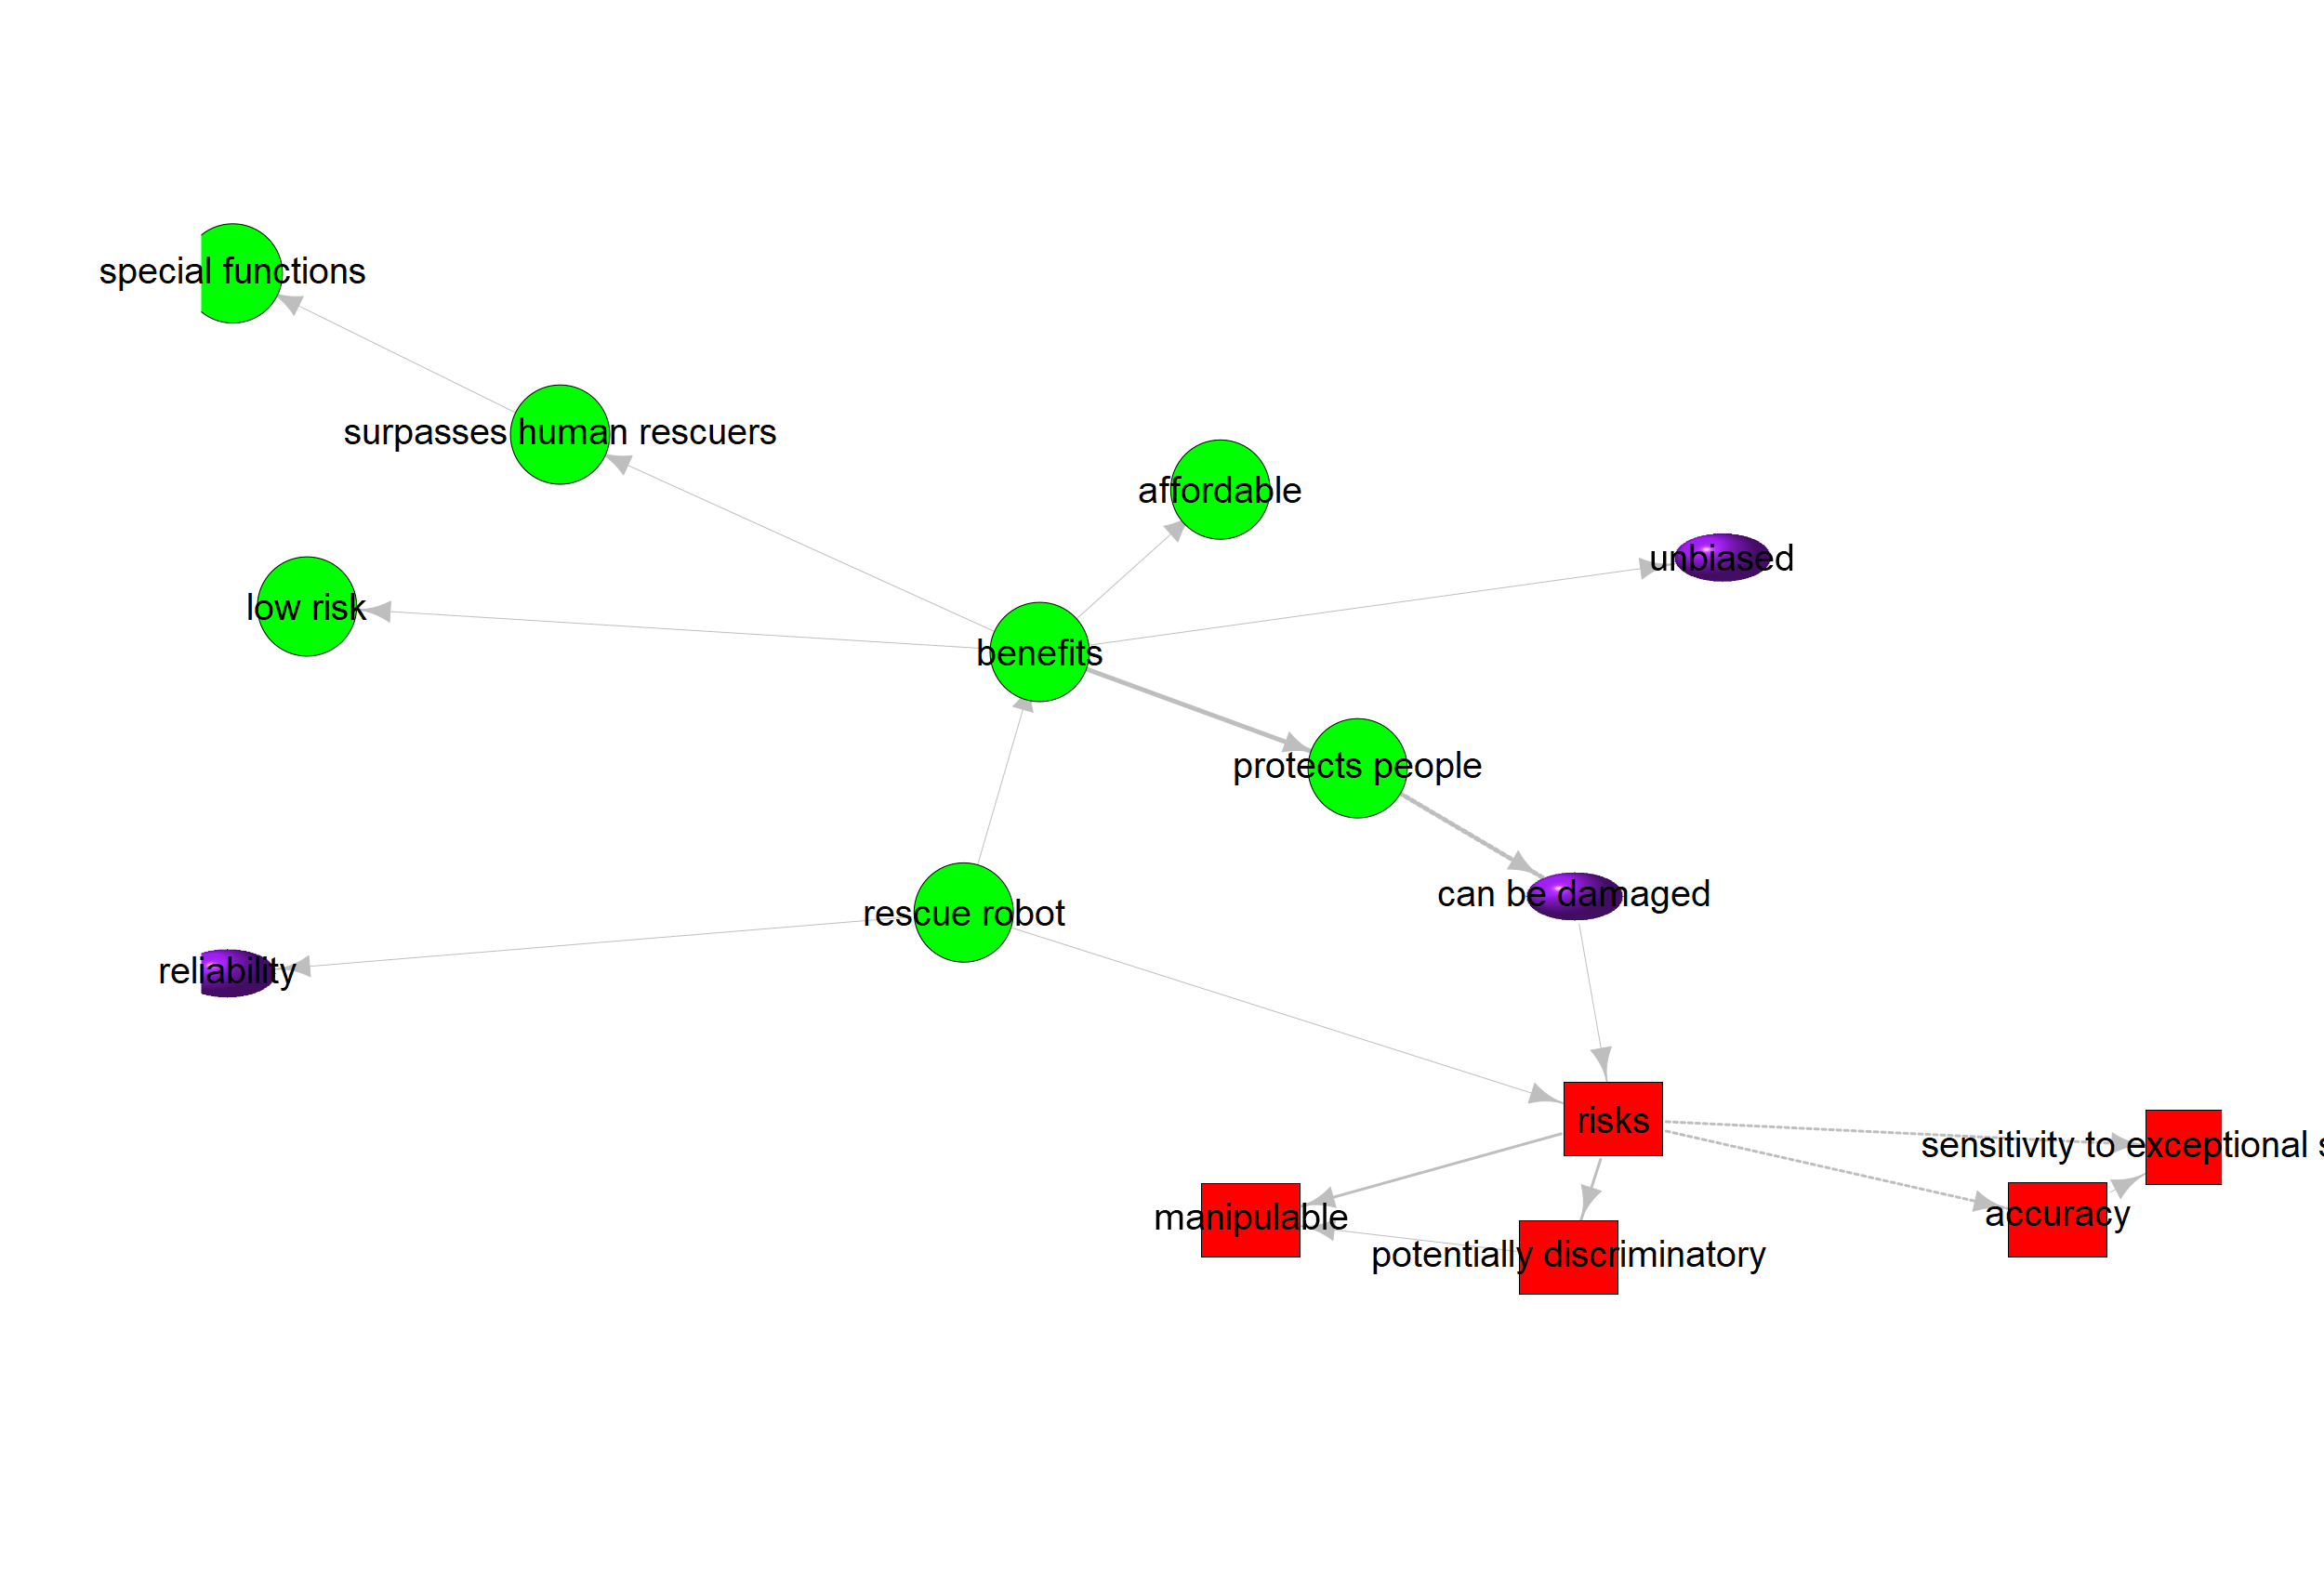 special functions
surpasses human rescuers
affordable
unbiased
low risk
benefits
protects people
can be damaged
rescue robot
reliability
risks
sensitivity to exceptional
manipulable
accuracy
potentially discriminatory